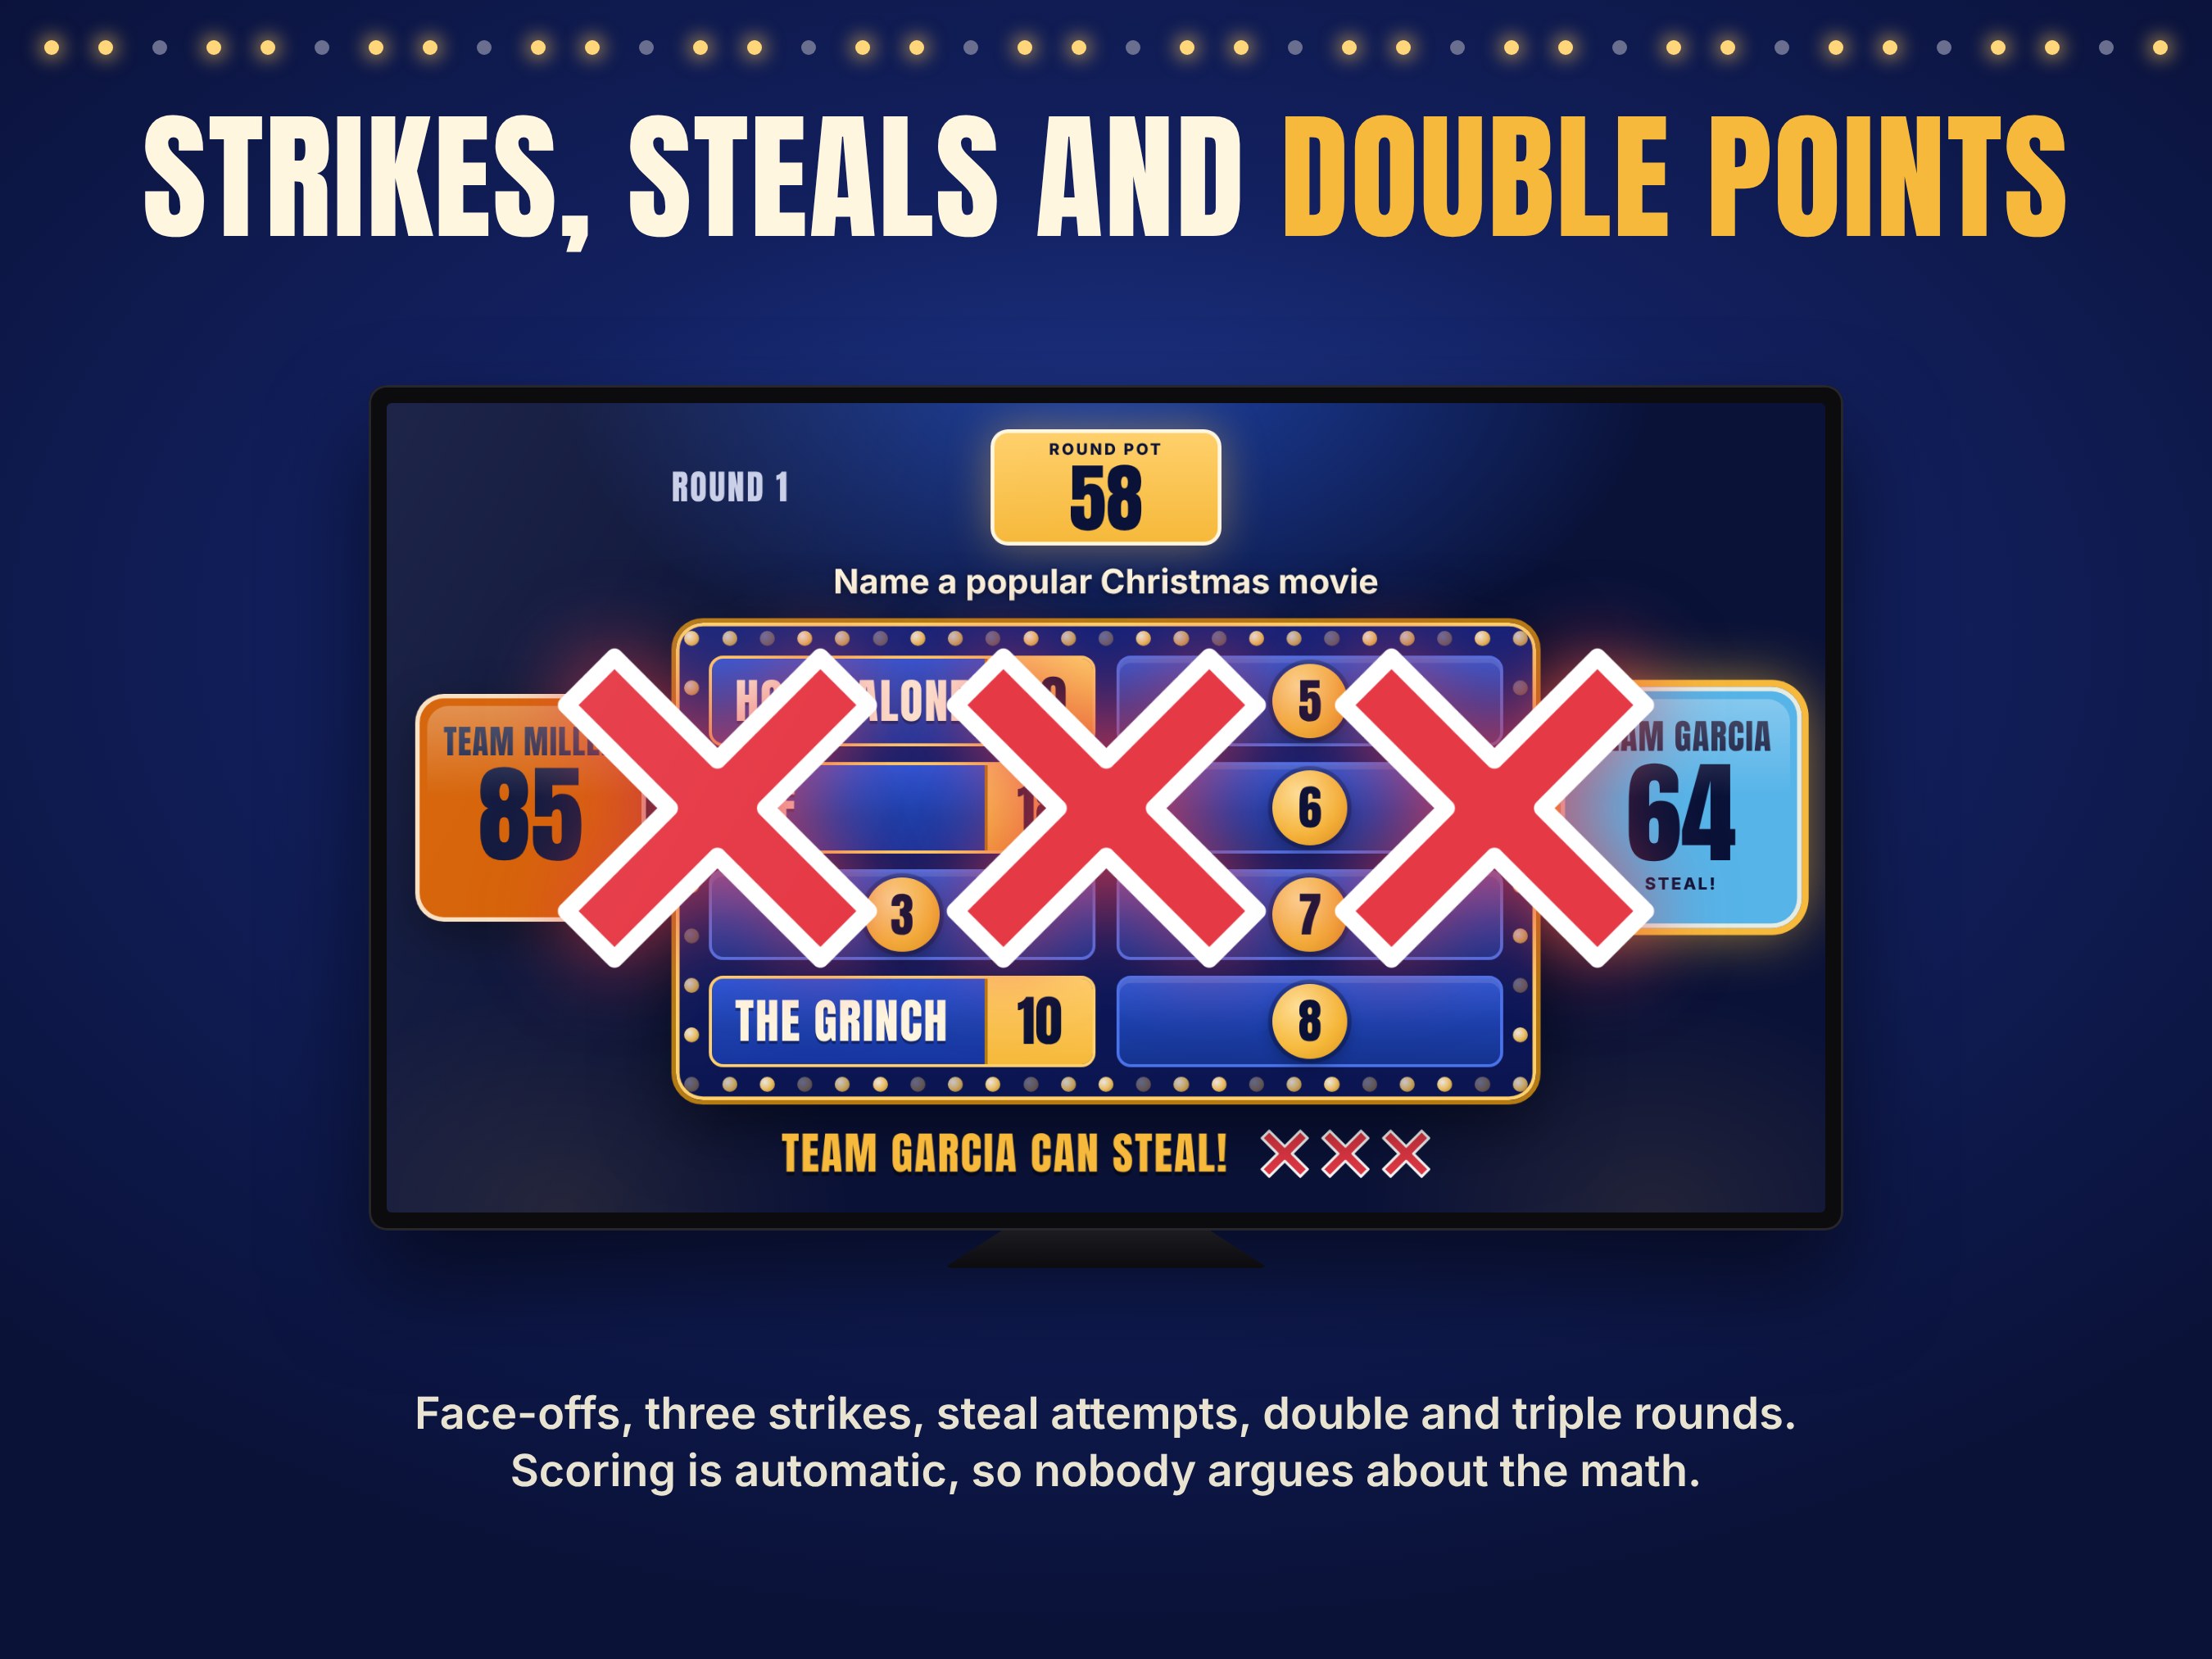 STRIKES, STEALS AND DOUBLE POINTS
ROUND POT
58
ROUND 1
Name a popular Christmas movie
5
TEAM
85
6
3
7
GARCIA
64
STEAL!
THE GRINCH 10
8
TEAM GARCIA CAN STEAL!
Face-offs, three strikes, steal attempts, double and triple rounds.
Scoring is automatic, so nobody argues about the math.